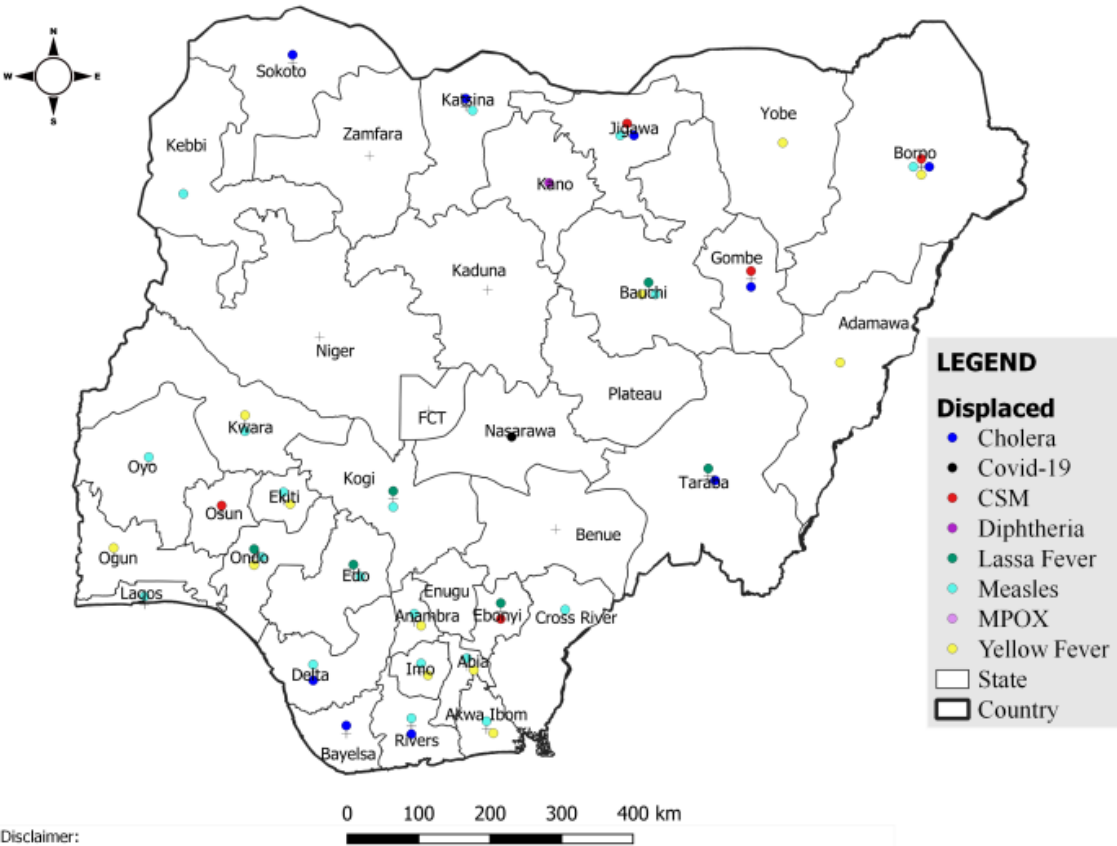 N
W E
S
Sokoto
Katsina
Zamfara
Kebbi
Jigawa
Yobe
Borno
Kano
Kaduna
Gombe
Bauchi
Adamawa
Niger
Plateau
FCT
Nasarawa
Kwara
Oyo
Kogi
Taraba
Ekiti
Osun
Benue
Ogun
Ondo
Edo
Lagos
Enugu
Anambra
Ebonyi
Cross River
Delta
Imo
Abia
Akwa Ibom
Bayelsa
Rivers
LEGEND
Displaced
Cholera
Covid-19
CSM
Diphtheria
Lassa Fever
Measles
MPOX
Yellow Fever
State
Country
0 100 200 300 400 km
Disclaimer: